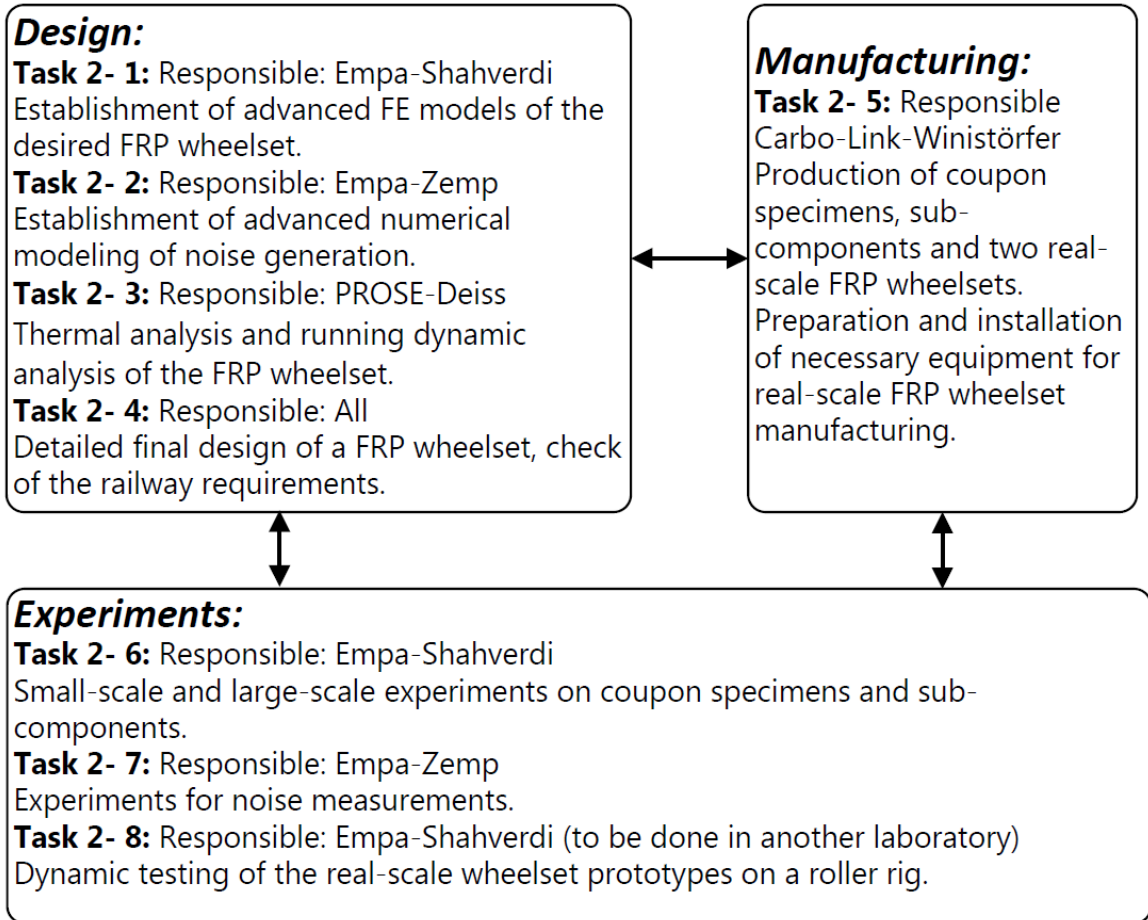 Design:
Task 2- 1: Responsible: Empa-Shahverdi
Establishment of advanced FE models of the
desired FRP wheelset.
Task 2- 2: Responsible: Empa-Zemp
Establishment of advanced numerical
modeling of noise generation.
Task 2- 3: Responsible: PROSE-Deiss
Thermal analysis and running dynamic
analysis of the FRP wheelset.
Task 2- 4: Responsible: All
Detailed final design of a FRP wheelset, check
of the railway requirements.
Manufacturing:
Task 2- 5: Responsible
Carbo-Link-Winistörfer
Production of coupon
specimens, sub-
components and two real-
scale FRP wheelsets.
Preparation and installation
of necessary equipment for
real-scale FRP wheelset
manufacturing.
Experiments:
Task 2- 6: Responsible: Empa-Shahverdi
Small-scale and large-scale experiments on coupon specimens and sub-
components.
Task 2- 7: Responsible: Empa-Zemp
Experiments for noise measurements.
Task 2- 8: Responsible: Empa-Shahverdi (to be done in another laboratory)
Dynamic testing of the real-scale wheelset prototypes on a roller rig.